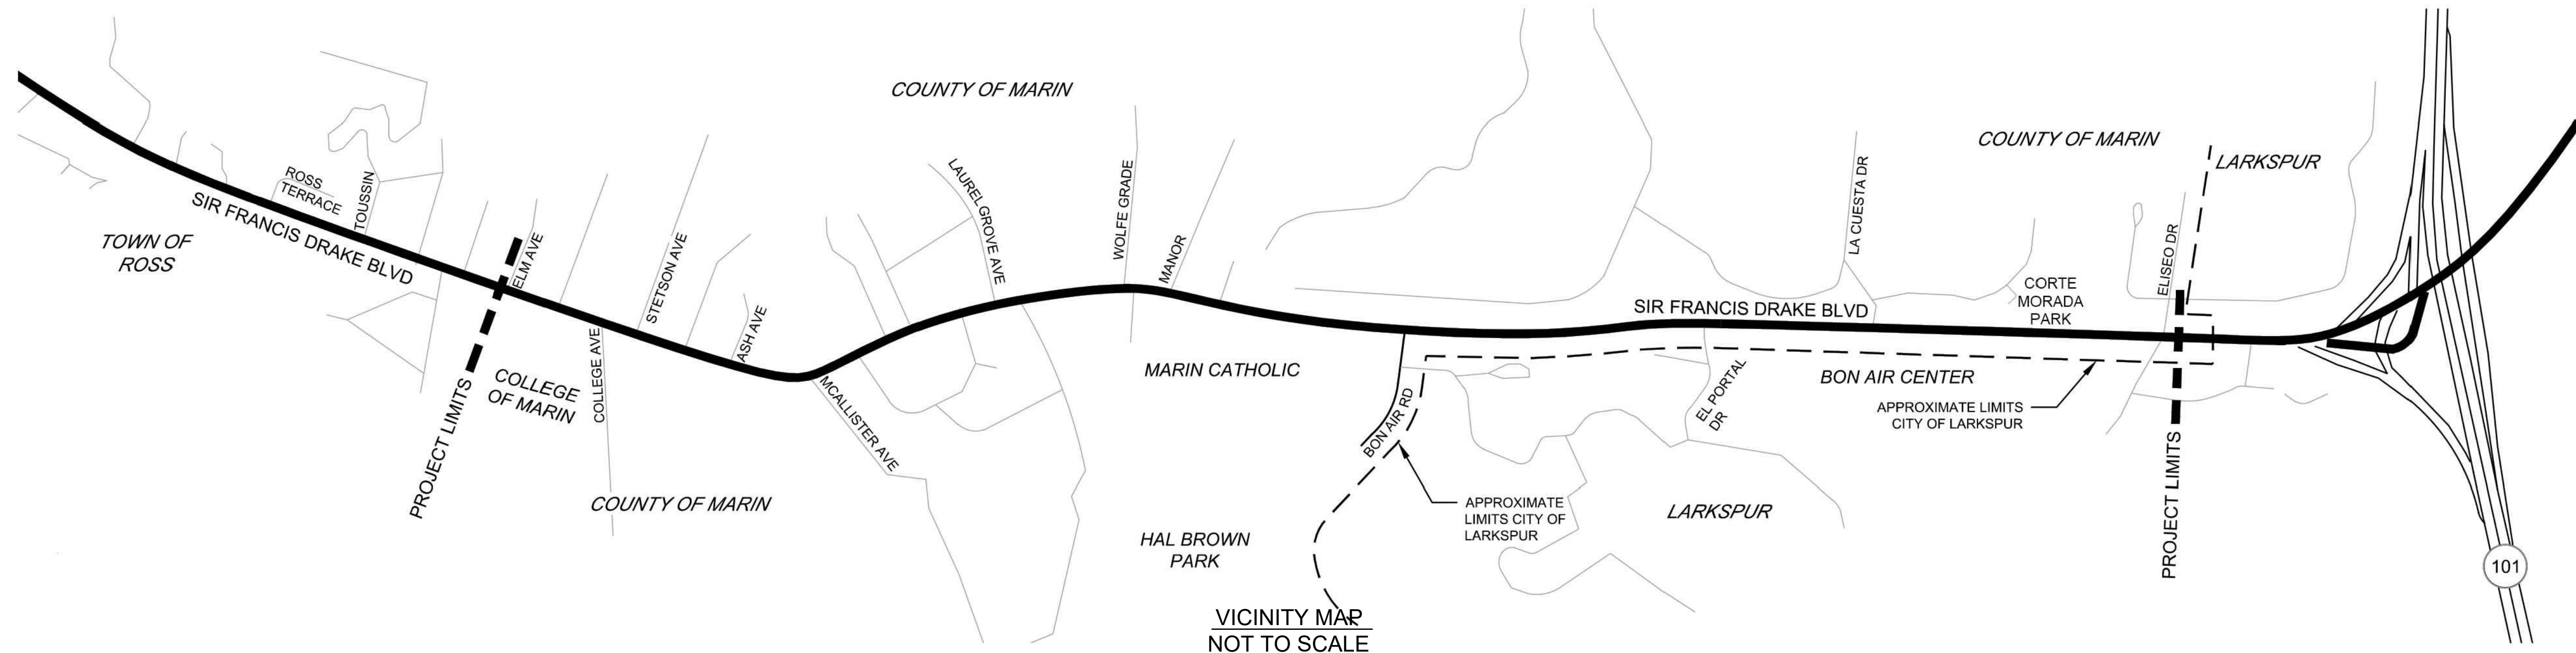 COUNTY OF MARIN
COUNTY OF MARIN
LARKSPUR
ROSS
TERRACE
TOUSSIN
SIR FRANCIS DRAKE BLVD
TOWN OF
ROSS
ELM AVE
STETSON AVE
ASH AVE
LAUREL GROVE AVE
WOLFE GRADE
MANOR
LA CUESTA DR
ELISEO DR
CORTE
MORADA
PARK
SIR FRANCIS DRAKE BLVD
PROJECT LIMITS
COLLEGE
OF MARIN
COLLEGE AVE
MCALLISTER AVE
COUNTY OF MARIN
MARIN CATHOLIC
BON AIR RD
EL PORTAL
DR
BON AIR CENTER
APPROXIMATE LIMITS
CITY OF LARKSPUR
APPROXIMATE
LIMITS CITY OF
LARKSPUR
LARKSPUR
PROJECT LIMITS
HAL BROWN
PARK
101
VICINITY MAP
NOT TO SCALE